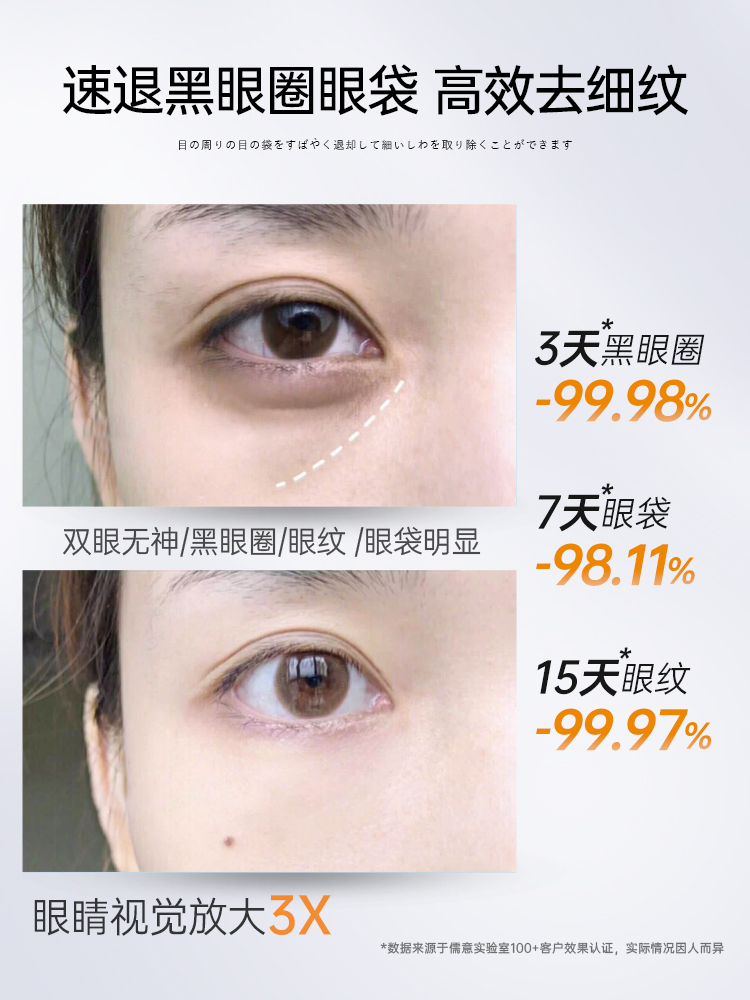 速退黑眼圈眼袋 高效去细纹
目の周りの目の袋をすばやく退却して細いしわを取り除くことができます
3天*黑眼圈
-99.98%
双眼无神/黑眼圈/眼纹 /眼袋明显
7天*眼袋
-98.11%
15天*眼纹
-99.97%
眼睛视觉放大3X
*数据来源于儒意实验室100+客户效果认证，实际情况因人而异